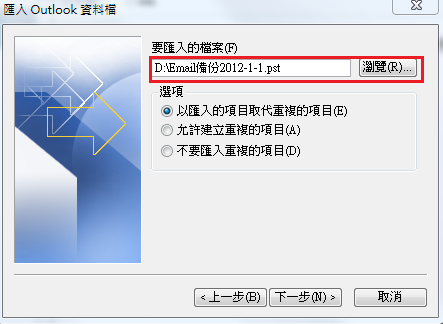 匯入 Outlook 資料檔
要匯入的檔案(F)
D:\Email備份2012-1-1.pst
瀏覽(R)...
選項
以匯入的項目取代重複的項目(E)
允許建立重複的項目(A)
不要匯入重複的項目(D)
< 上一步(B)
下一步(N) >
取消